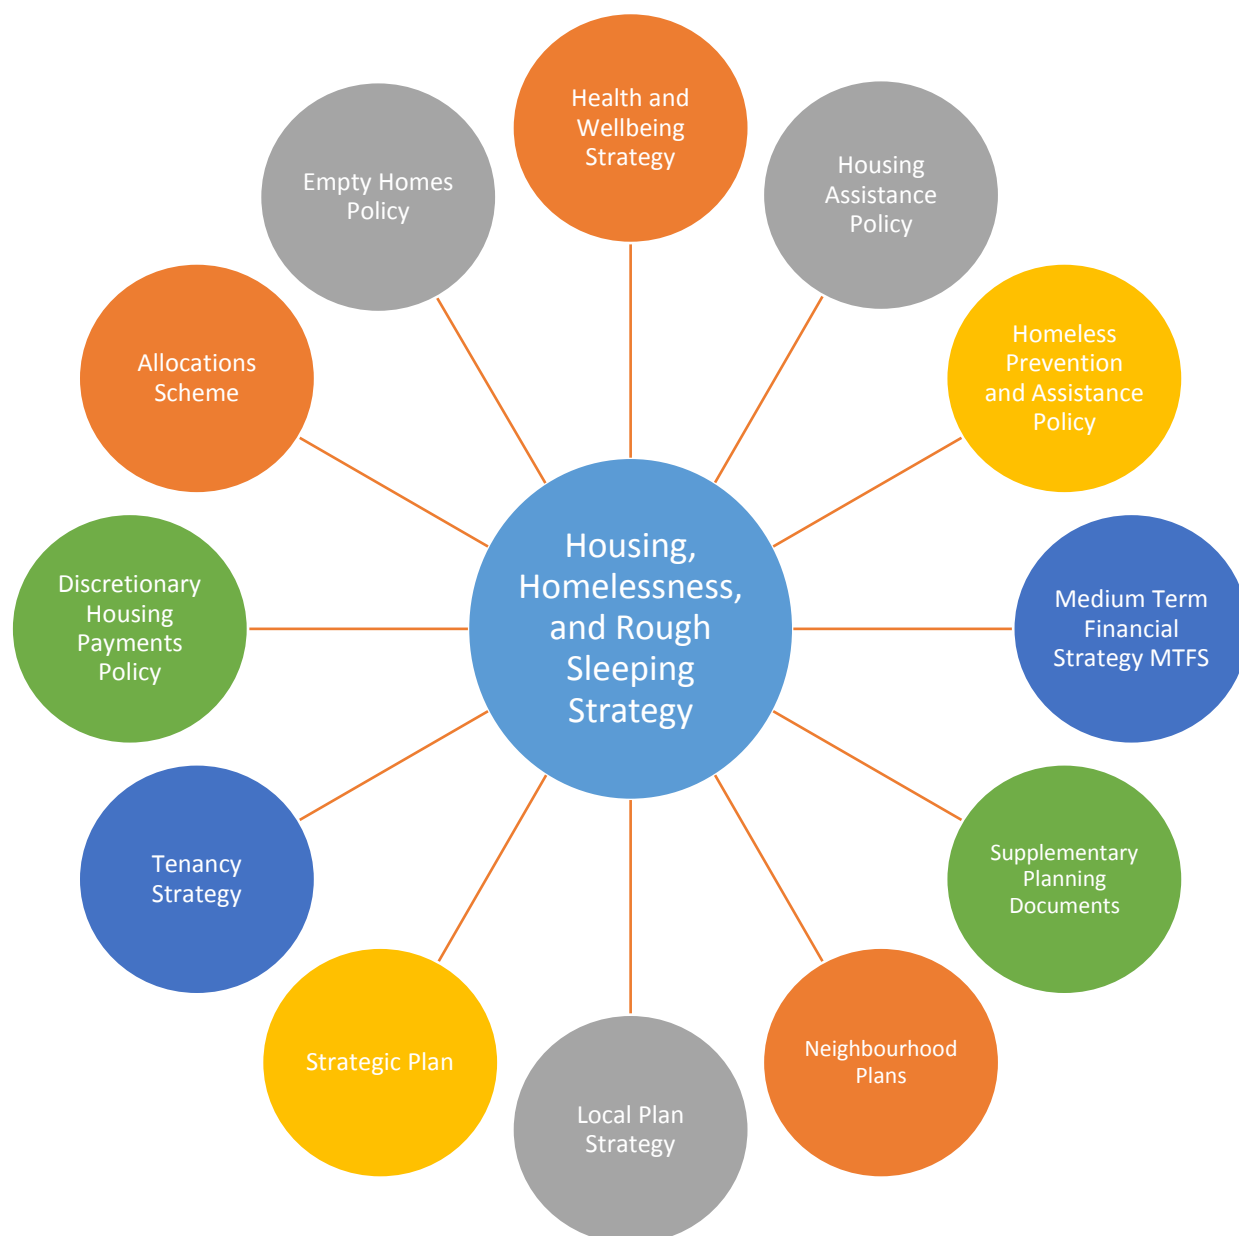 Health and
Wellbeing
Strategy
Housing
Assistance
Policy
Homeless
Prevention
and Assistance
Policy
Medium Term
Financial
Strategy MTFS
Supplementary
Planning
Documents
Neighbourhood
Plans
Local Plan
Strategy
Strategic Plan
Tenancy
Strategy
Discretionary
Housing
Payments
Policy
Allocations
Scheme
Empty Homes
Policy
Housing,
Homelessness,
and Rough
Sleeping
Strategy